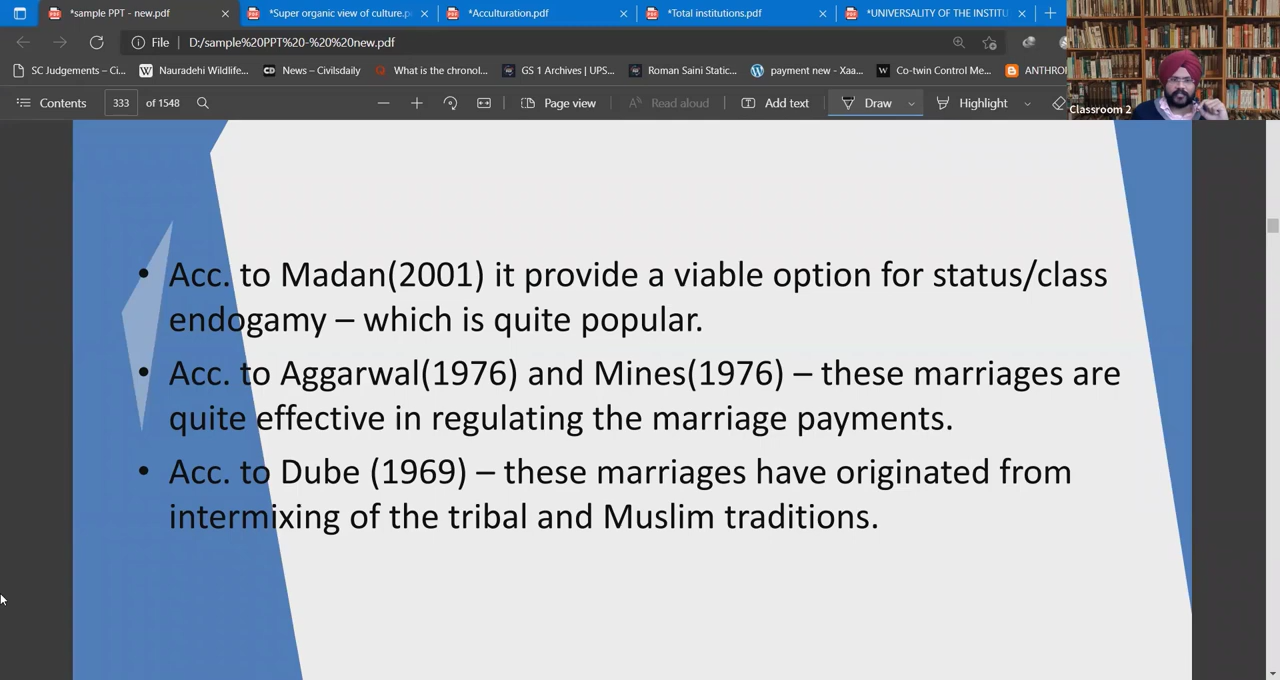 *sample PPT - new.pdf
*Super organic view of culture.p
*Acculturation.pdf
*Total institutions.pdf
*UNIVERSALITY OF THE INSTITU
File D:/sample%20PPT%20-%20%20new.pdf
SC Judgements – Ci...
Nauradehi Wildlife...
News – Civilsdaily
What is the chronol...
GS 1 Archives | UPS...
Roman Saini Static...
payment new - Xaa...
Co-twin Control Me...
ANTHRO
Classroom 2
Contents 333 of 1548
Page view
Read aloud
Add text
Draw
Highlight
• Acc. to Madan(2001) it provide a viable option for status/class
endogamy – which is quite popular.
• Acc. to Aggarwal(1976) and Mines(1976) – these marriages are
quite effective in regulating the marriage payments.
• Acc. to Dube (1969) – these marriages have originated from
intermixing of the tribal and Muslim traditions.